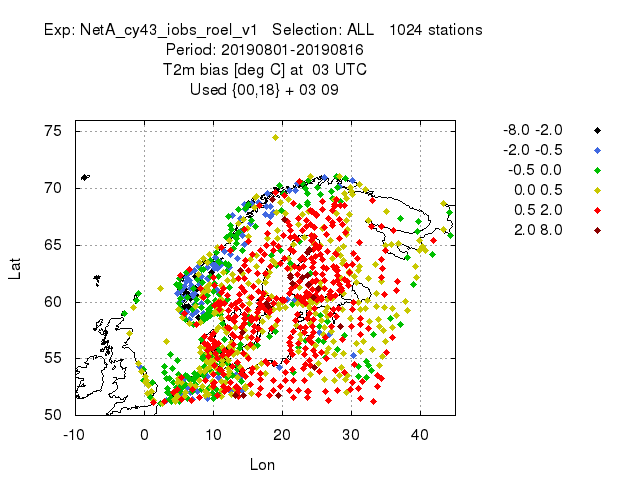 Exp: NetA_cy43_iobs_roel_v1   Selection: ALL   1024 stations
Period: 20190801-20190816
T2m bias [deg C] at  03 UTC
Used {00,18} + 03 09
-8.0 -2.0
-2.0 -0.5
-0.5 0.0
0.0 0.5
0.5 2.0
2.0 8.0
75
70
65
60
55
50
Lat
-10 0 10 20 30 40
Lon